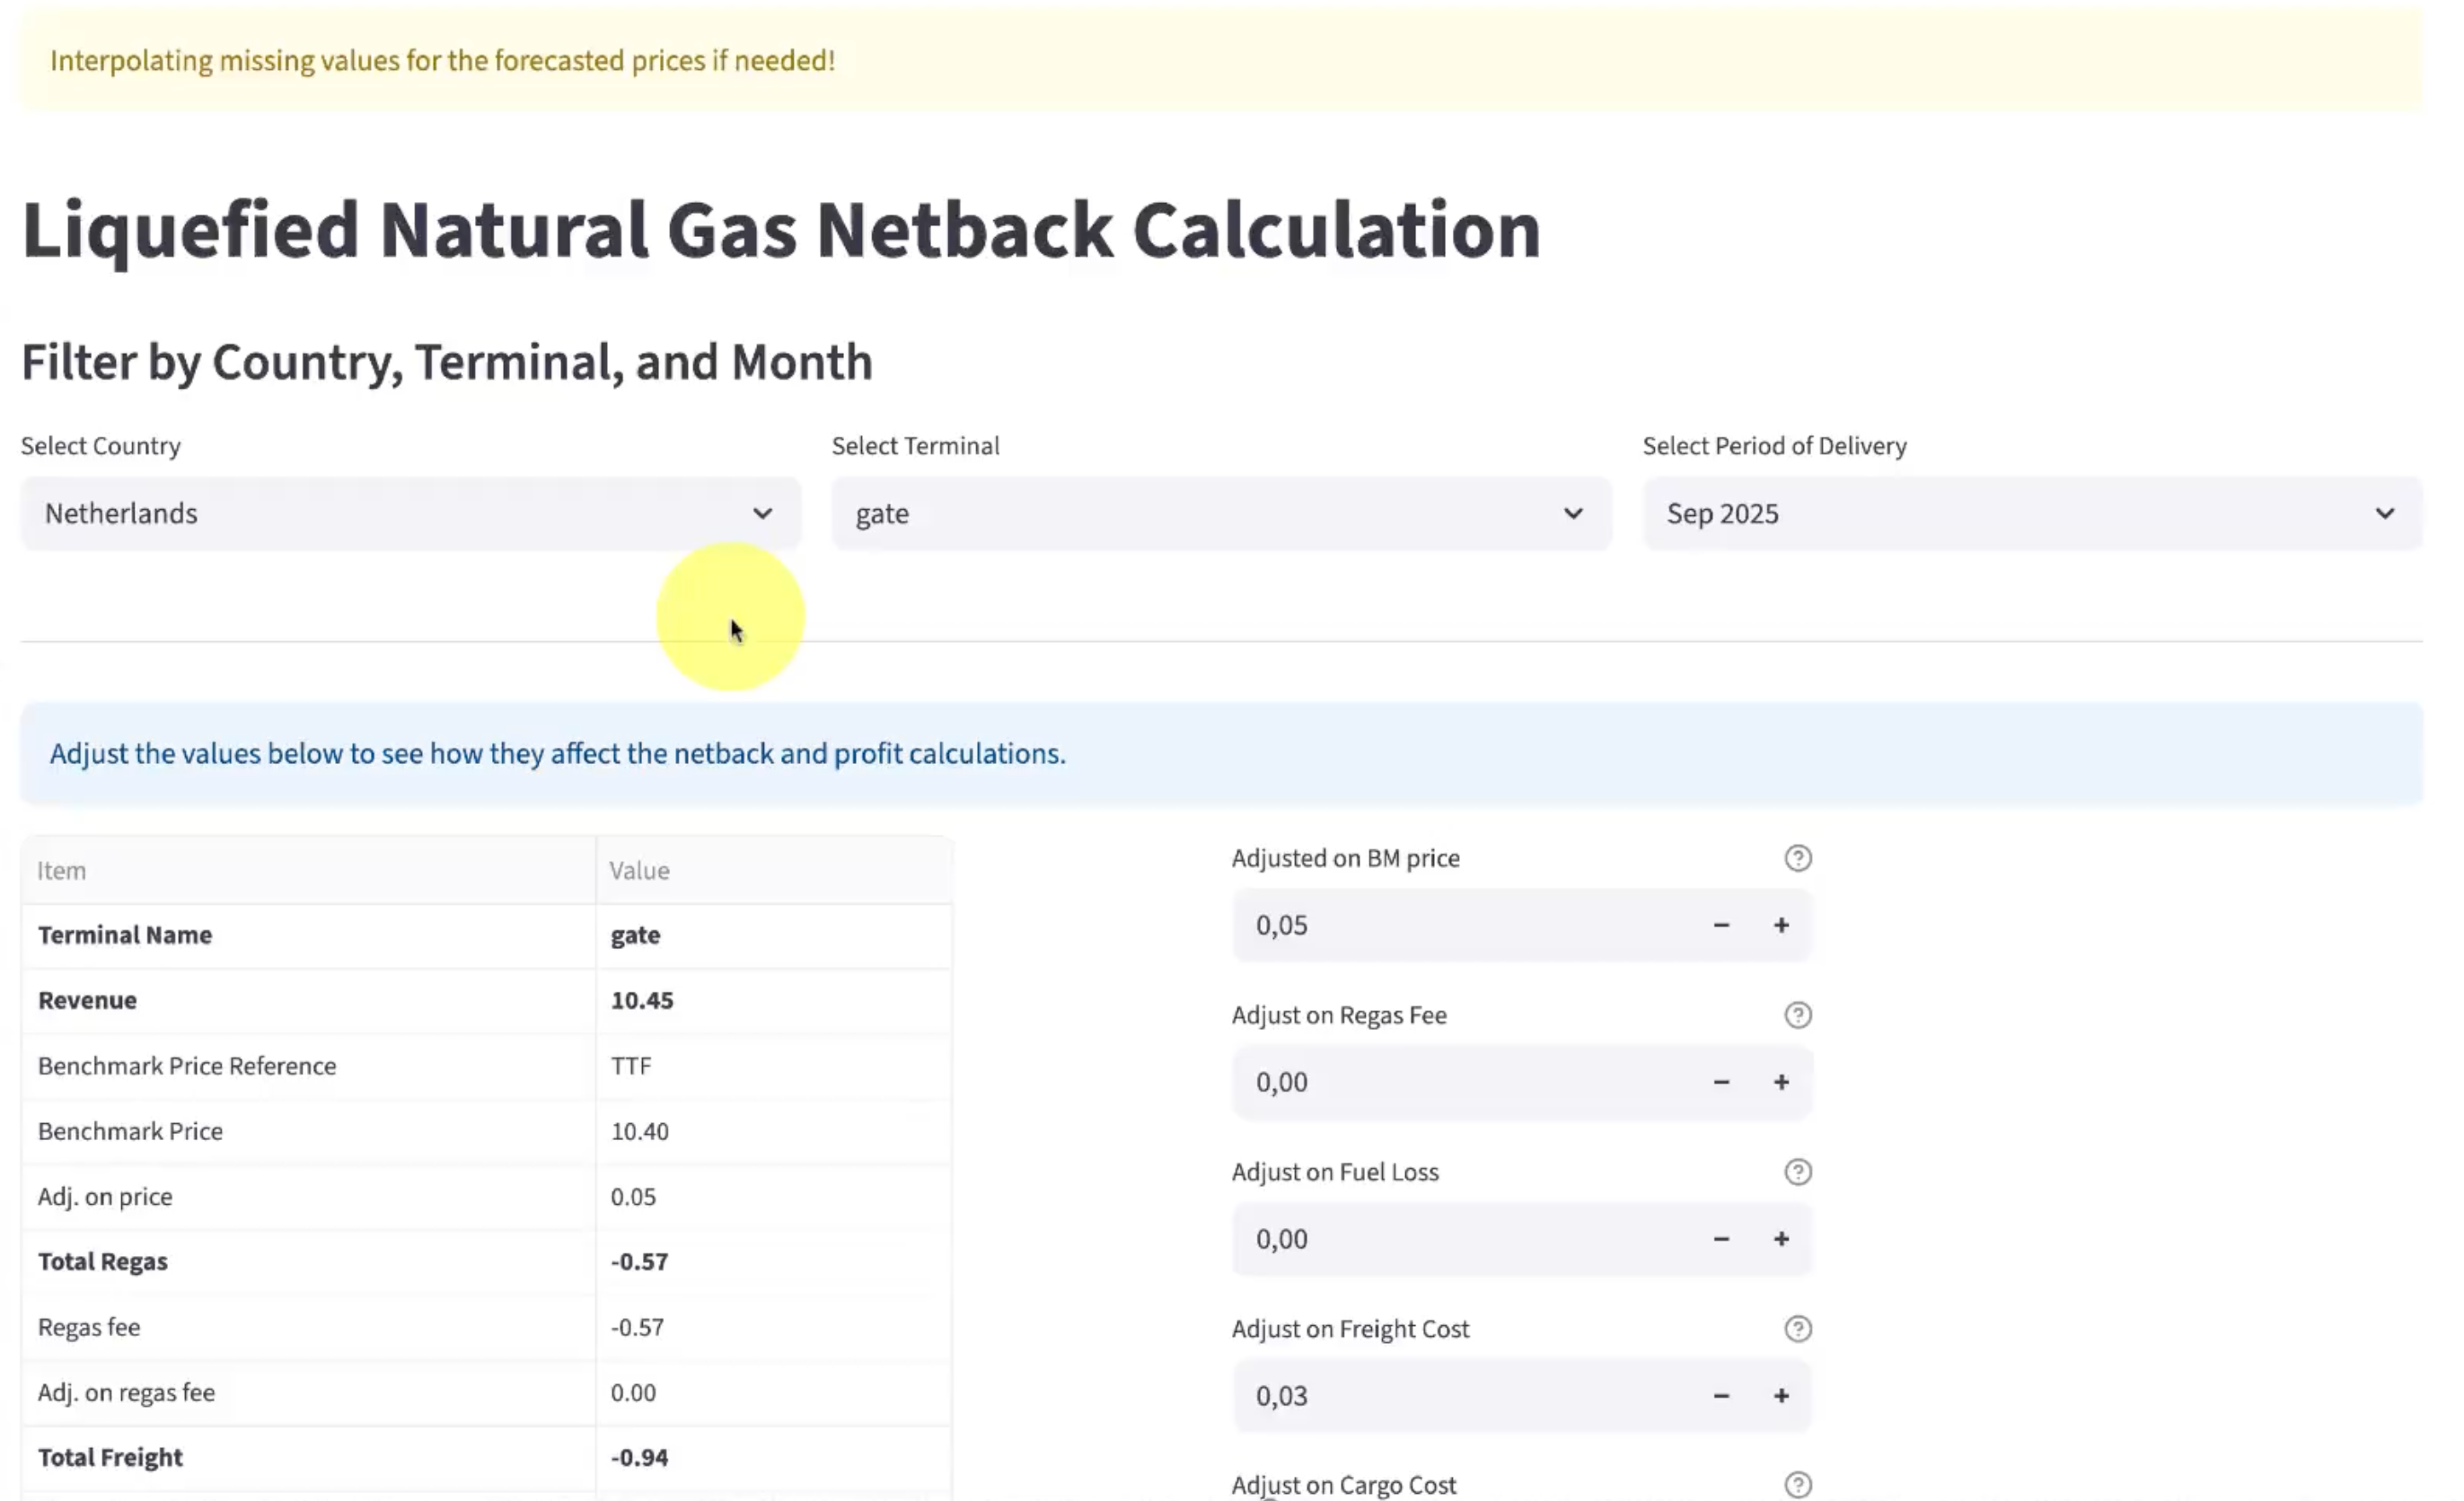 Interpolating missing values for the forecasted prices if needed!
Liquefied Natural Gas Netback Calculation
Filter by Country, Terminal, and Month
Select Country
Select Terminal
Select Period of Delivery
Netherlands
gate
Sep 2025
Adjust the values below to see how they affect the netback and profit calculations.
Item Value
Terminal Name gate
Revenue 10.45
Benchmark Price Reference TTF
Benchmark Price 10.40
Adj. on price 0.05
Total Regas -0.57
Regas fee -0.57
Adj. on regas fee 0.00
Total Freight -0.94
Adjusted on BM price
0,05
Adjust on Regas Fee
0,00
Adjust on Fuel Loss
0,00
Adjust on Freight Cost
0,03
Adjust on Cargo Cost